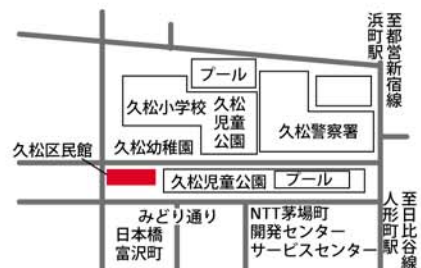 至都営新宿線
浜町駅
プール
久松小学校
久松
児童
公園
久松警察署
久松幼稚園
久松区民館
久松児童公園
プール
みどり通り
日本橋
富沢町
NTT茅場町
開発センター
サービスセンター
至日比谷線
人形町駅